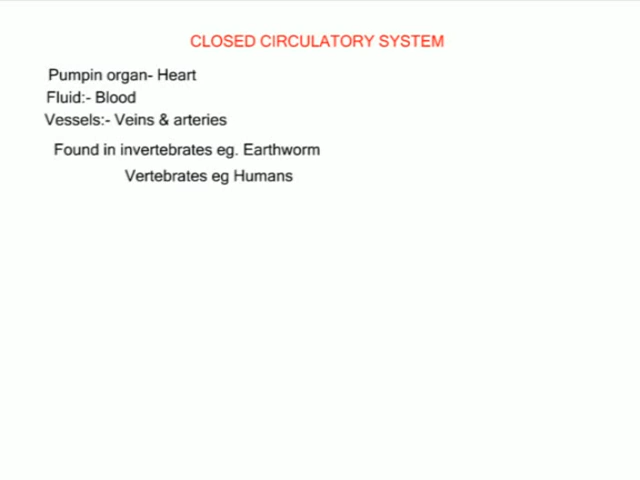 CLOSED CIRCULATORY SYSTEM
Pumpin organ- Heart
Fluid:- Blood
Vessels:- Veins & arteries
Found in invertebrates eg. Earthworm
Vertebrates eg Humans